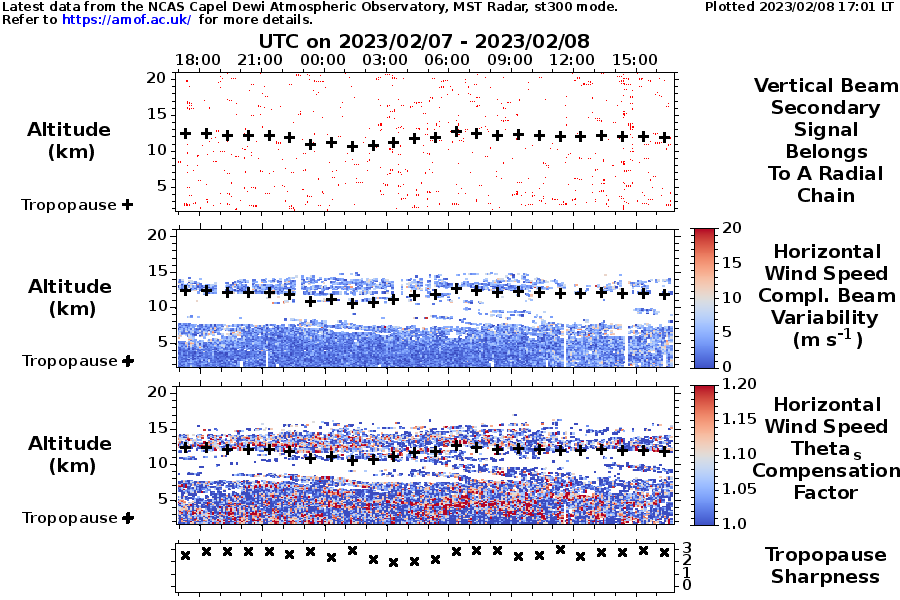 Latest data from the NCAS Capel Dewi Atmospheric Observatory, MST Radar, st300 mode.
Plotted 2023/02/08 17:01 LT
Refer to https://amof.ac.uk/ for more details.
UTC on 2023/02/07 - 2023/02/08
18:00 21:00 00:00 03:00 06:00 09:00 12:00 15:00
20
15
10
5
Altitude
(km)
Tropopause +
Vertical Beam
Secondary
Signal
Belongs
To A Radial
Chain
20
15
10
5
Altitude
(km)
Tropopause +
20
15
10
5
0
Horizontal
Wind Speed
Compl. Beam
Variability
(m s-1 )
20
15
10
5
Altitude
(km)
Tropopause +
1.20
1.15
1.10
1.05
1.0
Horizontal
Wind Speed
Theta s
Compensation
Factor
3
2
1
0
Tropopause
Sharpness